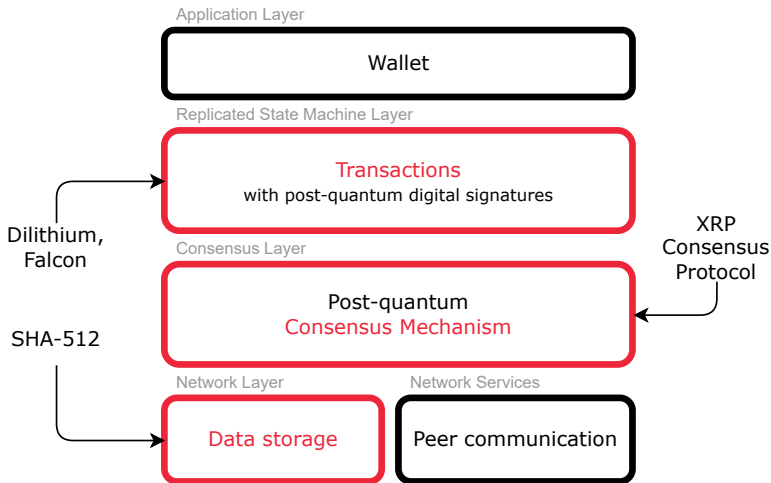 Application Layer
Wallet
Replicated State Machine Layer
Transactions
with post-quantum digital signatures
Dilithium,
Falcon
Consensus Layer
XRP
Consensus
Protocol
Post-quantum
Consensus Mechanism
SHA-512
Network Layer
Data storage
Network Services
Peer communication